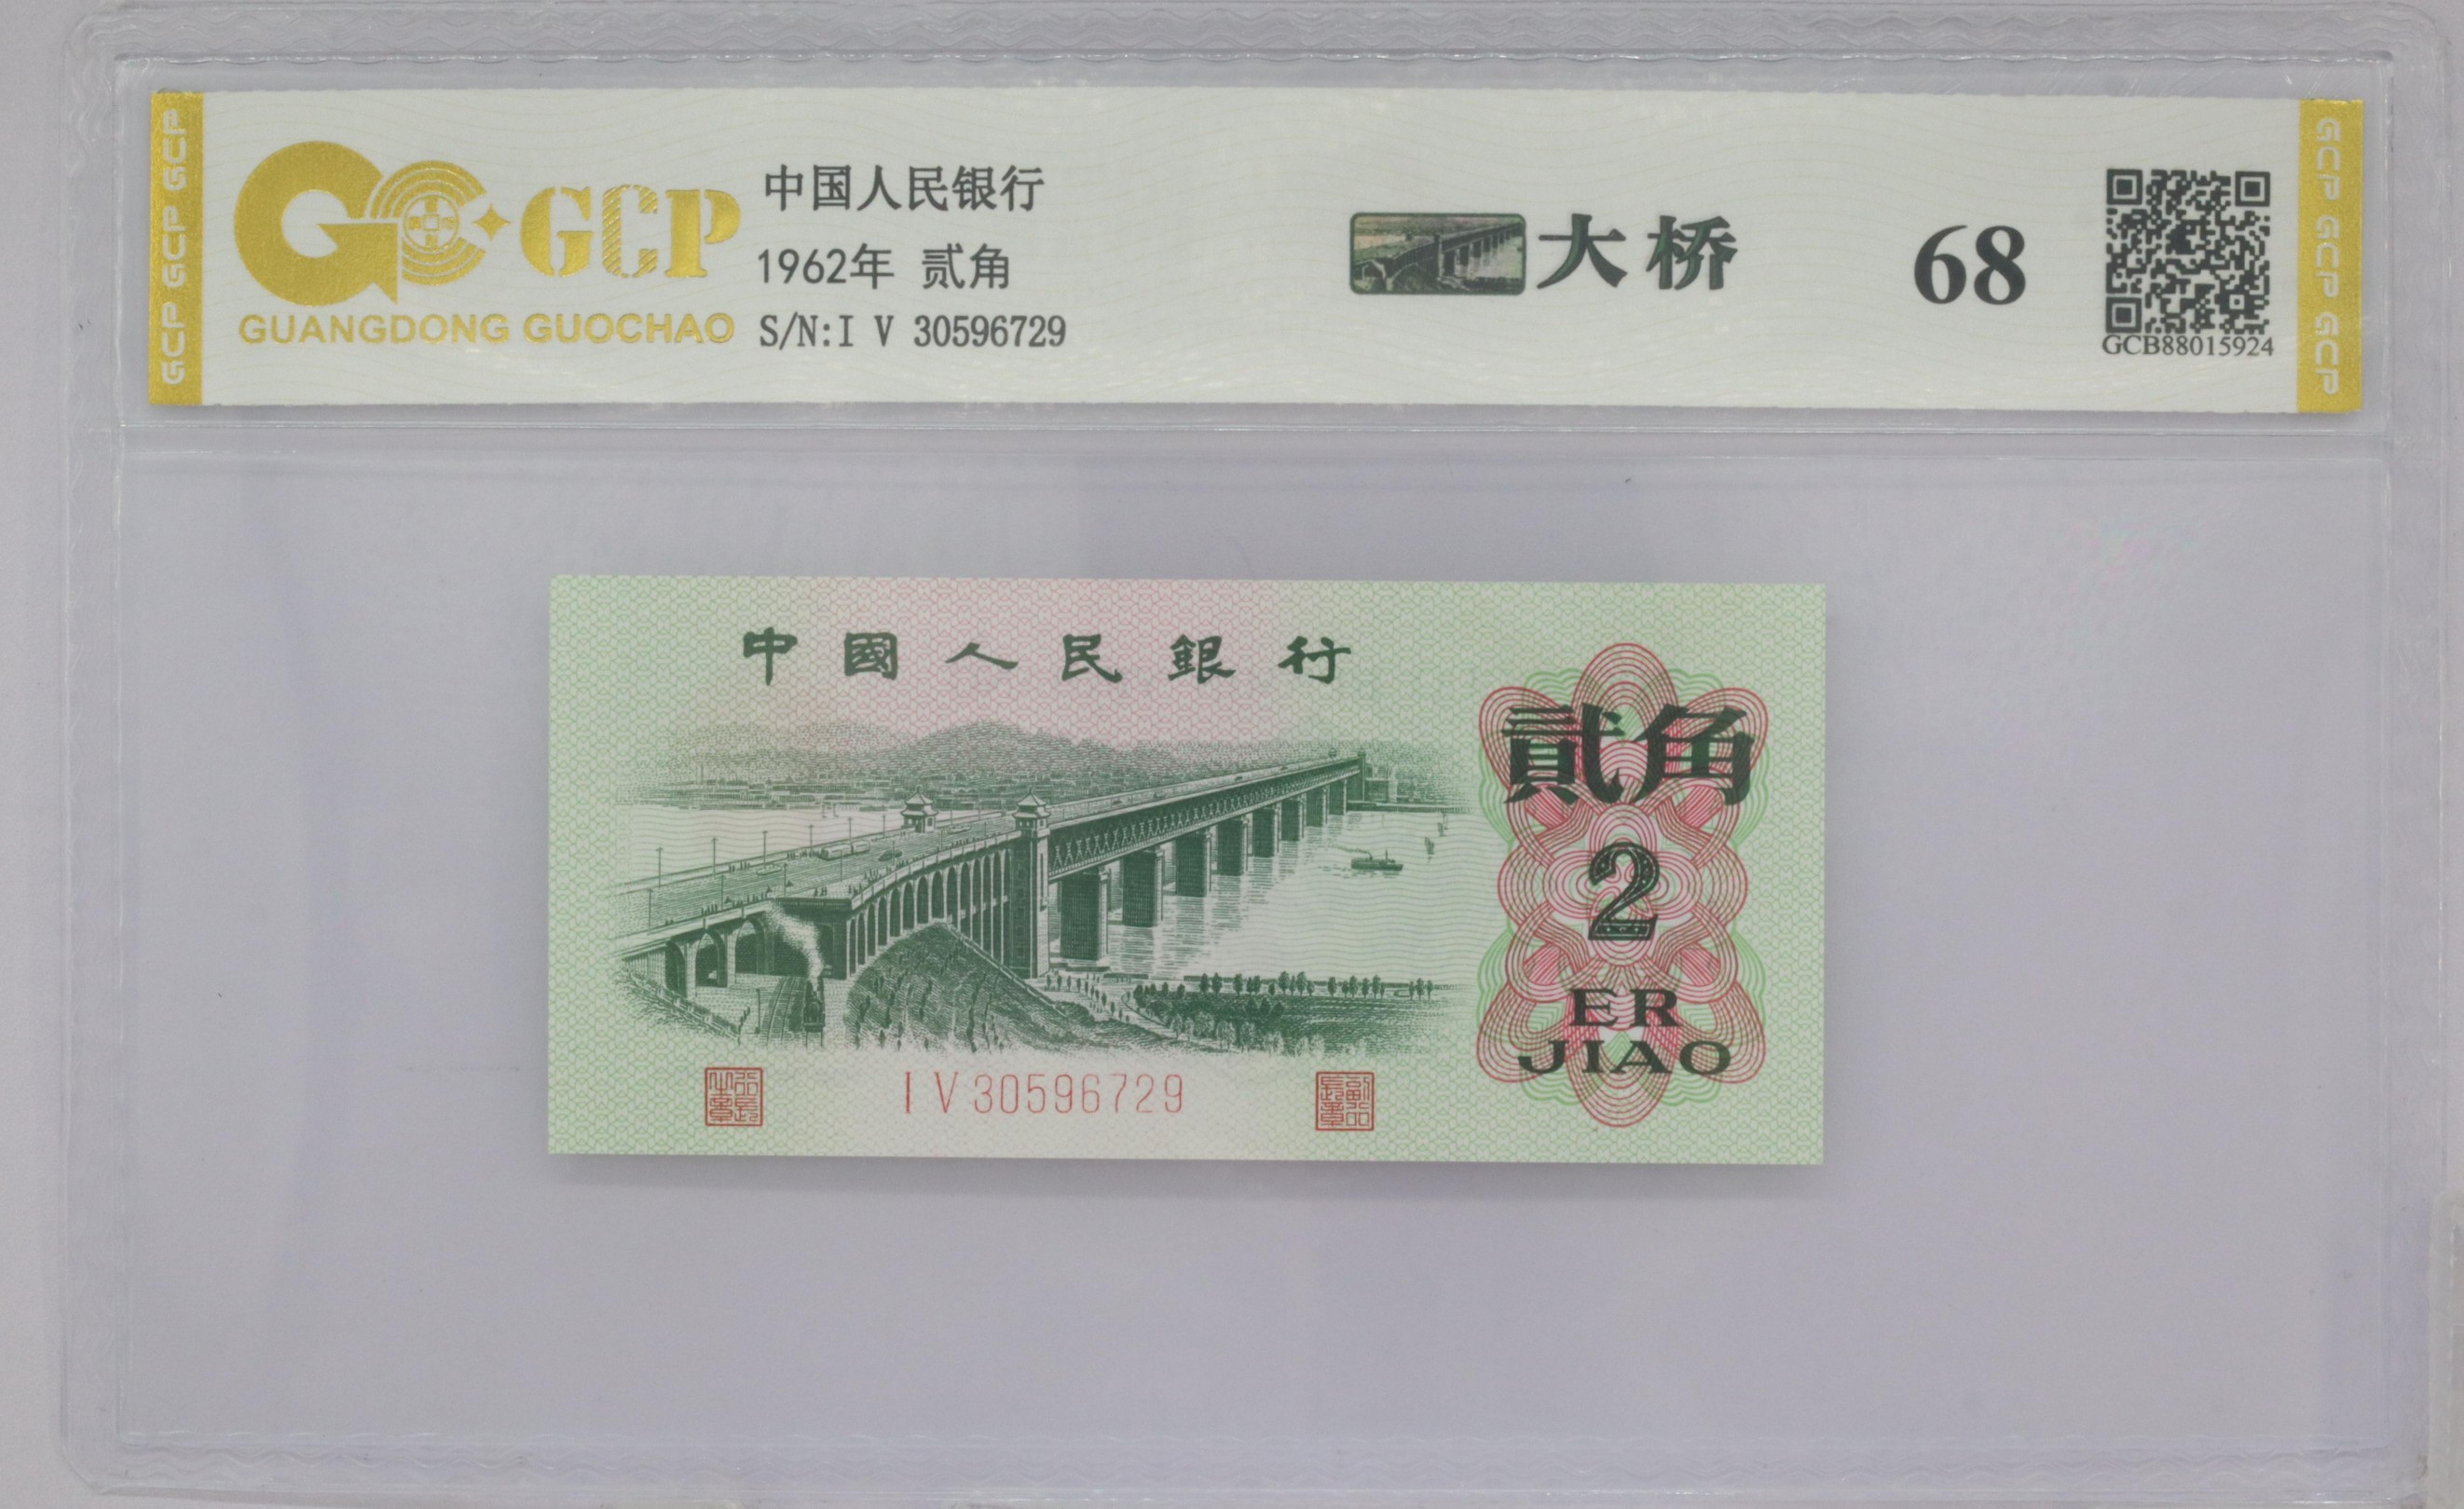 GCP GCP GCP
GCP
GUANGDONG GUOCHAO
中国人民银行
1962年 贰角
S/N:I V 30596729
大桥
68
GCB88015924
GCP GCP GCP
中國人民銀行
貳角
2
ER
JIAO
I V 30596729